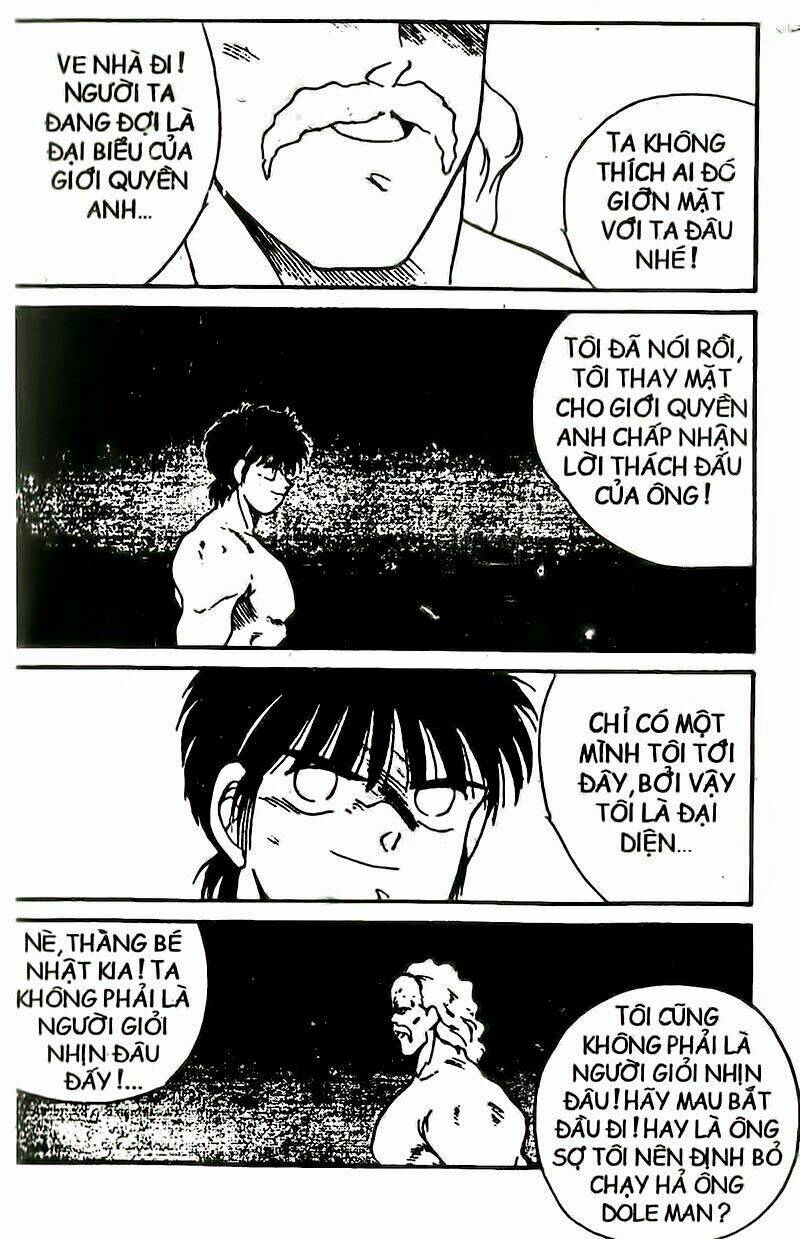 TA KHÔNG
THÍCH AI ĐÓ
GIỠN MẶT
VỚI TA ĐÂU
NHÉ!
VE NHÀ ĐI!
NGƯỜI TA
ĐANG ĐỢI LÀ
ĐẠI BIỂU CỦA
GIỚI QUYỀN
ANH...
TÔI ĐÃ NÓI RỒI,
TÔI THAY MẶT
CHO GIỚI QUYỀN
ANH CHẤP NHẬN
LỜI THÁCH ĐẤU
CỦA ÔNG!
CHỈ CÓ MỘT
MÌNH TÔI TỚI
ĐÂY, BỞI VẬY
TÔI LÀ ĐẠI
DIỆN...
NÈ, THÀNG BÉ
NHẬT KIA! TA
KHÔNG PHẢI LÀ
NGƯỜI GIỎI
NHỊN ĐÂU
ĐẤY!...
TÔI CŨNG
KHÔNG PHẢI LÀ
NGƯỜI GIỎI NHỊN
ĐÂU! HÃY MAU BẮT
ĐẦU ĐI! HAY LÀ ÔNG
SỢ TÔI NÊN ĐỊNH BỎ
CHẠY HẢ ÔNG
DOLE MAN?